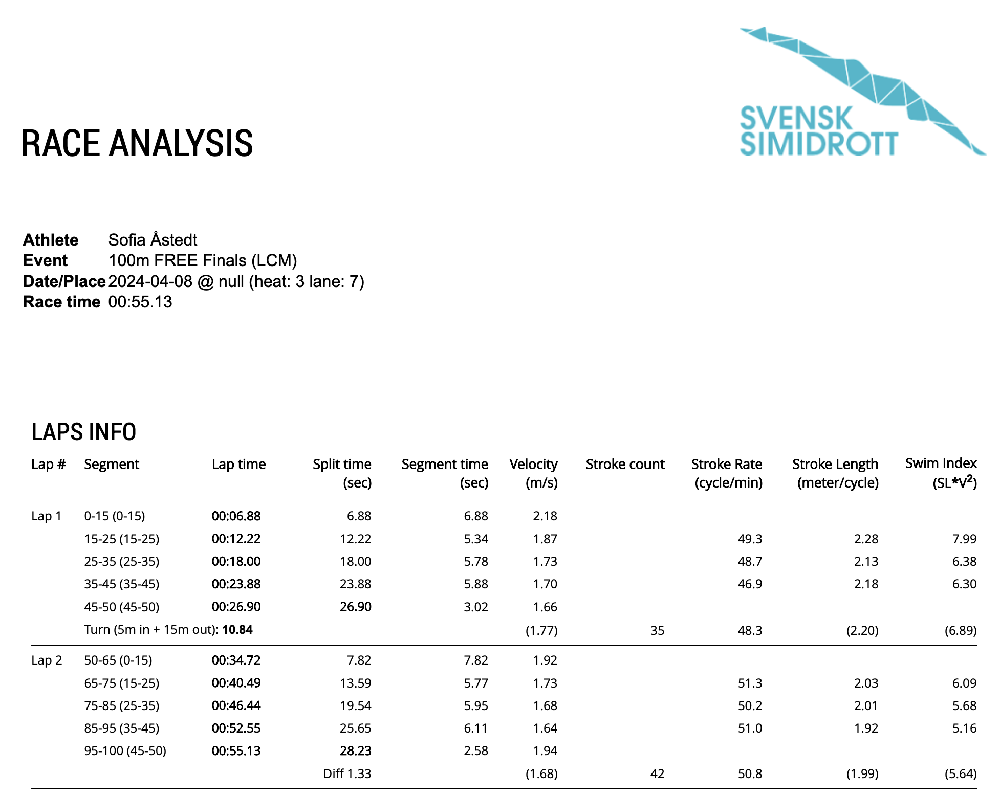 SVENSK
SIMIDROTT
RACE ANALYSIS
Athlete Sofia Åstedt
Event 100m FREE Finals (LCM)
Date/Place 2024-04-08 @ null (heat: 3 lane: 7)
Race time 00:55.13
LAPS INFO
Lap # Segment Lap time Split time Segment time Velocity Stroke count Stroke Rate Stroke Length Swim Index
(sec) (sec) (m/s) (cycle/min) (meter/cycle) (SL*V²)
Lap 1 0-15 (0-15) 00:06.88 6.88 6.88 2.18
15-25 (15-25) 00:12.22 12.22 5.34 1.87 49.3 2.28 7.99
25-35 (25-35) 00:18.00 18.00 5.78 1.73 48.7 2.13 6.38
35-45 (35-45) 00:23.88 23.88 5.88 1.70 46.9 2.18 6.30
45-50 (45-50) 00:26.90 26.90 3.02 1.66
Turn (5m in + 15m out): 10.84 (1.77) 35 48.3 (2.20) (6.89)
Lap 2 50-65 (0-15) 00:34.72 7.82 7.82 1.92
65-75 (15-25) 00:40.49 13.59 5.77 1.73 51.3 2.03 6.09
75-85 (25-35) 00:46.44 19.54 5.95 1.68 50.2 2.01 5.68
85-95 (35-45) 00:52.55 25.65 6.11 1.64 51.0 1.92 5.16
95-100 (45-50) 00:55.13 28.23 2.58 1.94
Diff 1.33 (1.68) 42 50.8 (1.99) (5.64)